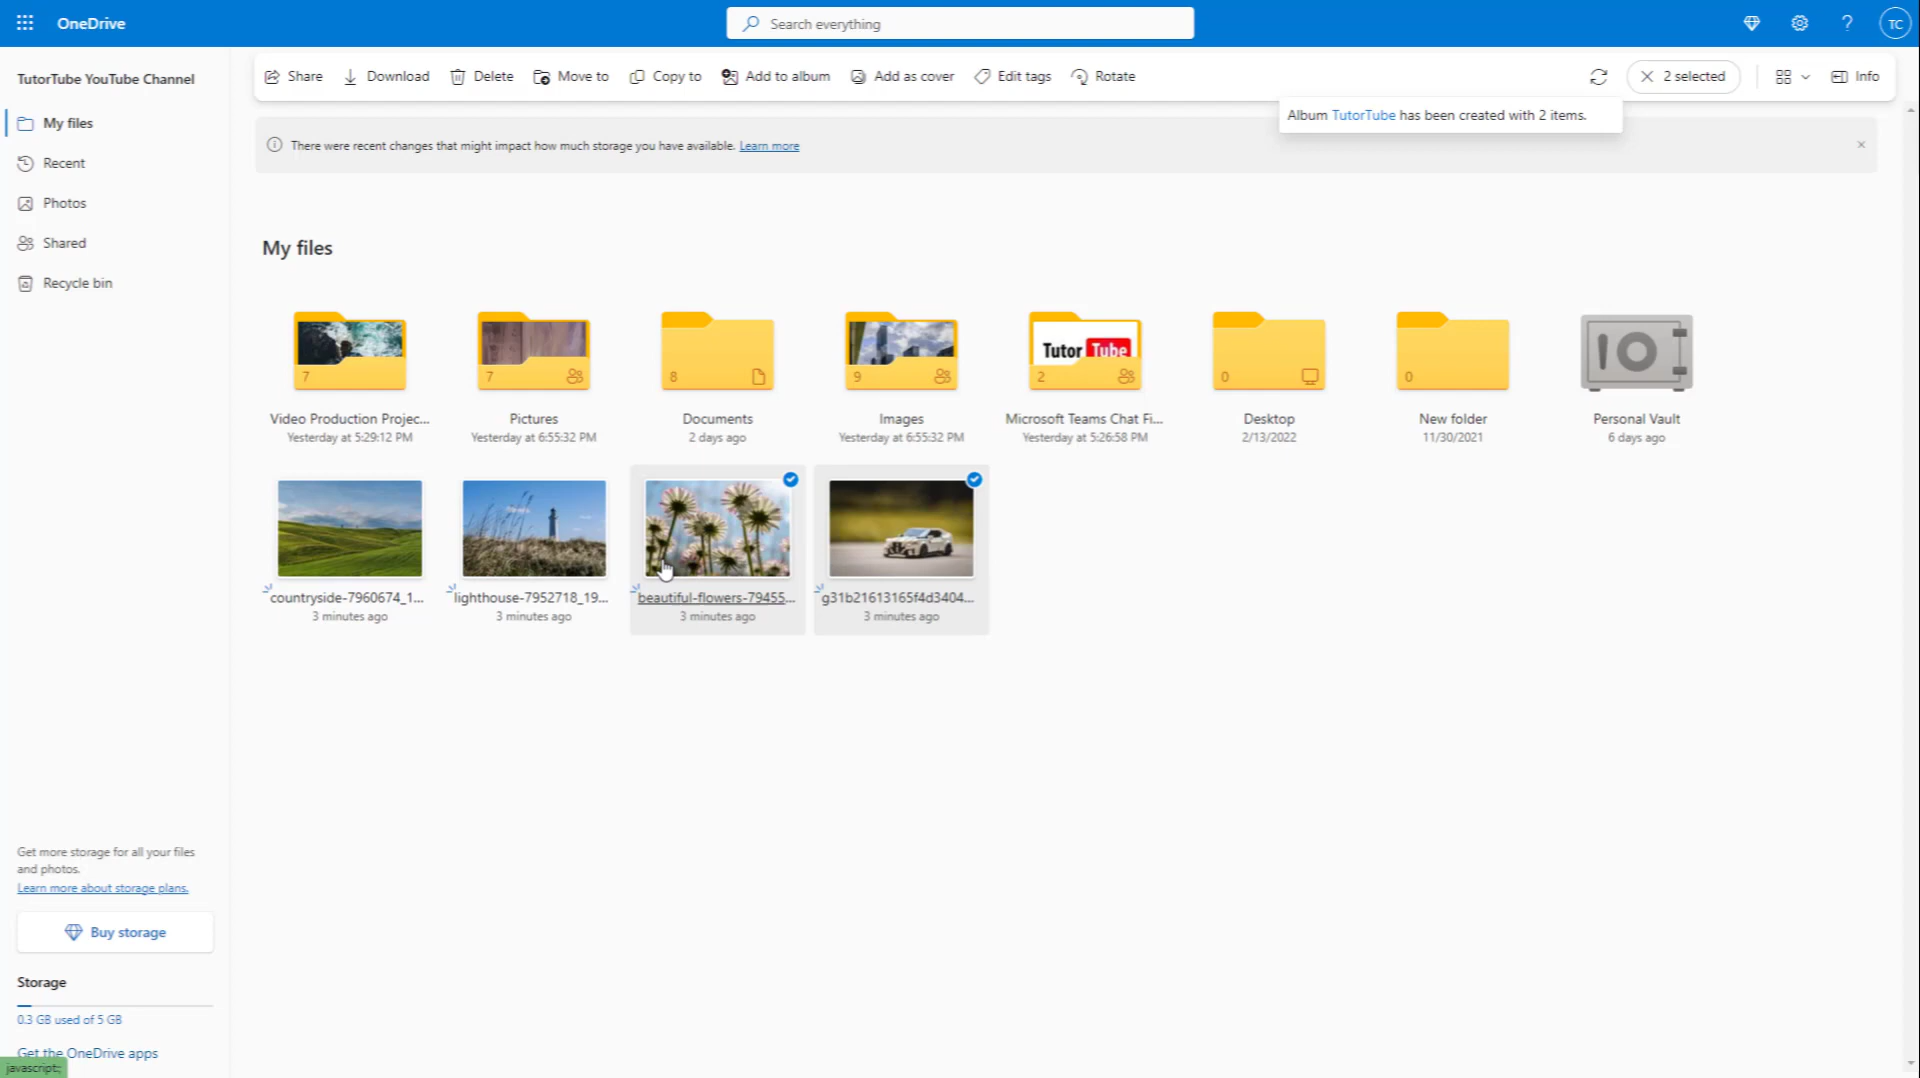 OneDrive
Search everything
TC
TutorTube YouTube Channel
Share
Download
Delete
Move to
Copy to
Add to album
Add as cover
Edit tags
Rotate
2 selected
Info
Album TutorTube has been created with 2 items.
There were recent changes that might impact how much storage you have available. Learn more
My files
Recent
Photos
Shared
Recycle bin
My files
7
7
8
9
Tutor Tube
2
0
0
Video Production Projec...
Pictures
Documents
Images
Microsoft Teams Chat Fi...
Desktop
New folder
Personal Vault
Yesterday at 5:29:12 PM
Yesterday at 6:55:32 PM
2 days ago
Yesterday at 6:55:32 PM
Yesterday at 5:26:58 PM
2/13/2022
11/30/2021
6 days ago
countryside-7960674_1...
lighthouse-7952718_19...
beautiful-flowers-79455...
g31b21613165f4d3404...
3 minutes ago
3 minutes ago
3 minutes ago
3 minutes ago
Get more storage for all your files
and photos.
Learn more about storage plans.
Buy storage
Storage
0.3 GB used of 5 GB
Get the OneDrive apps
javascript:;